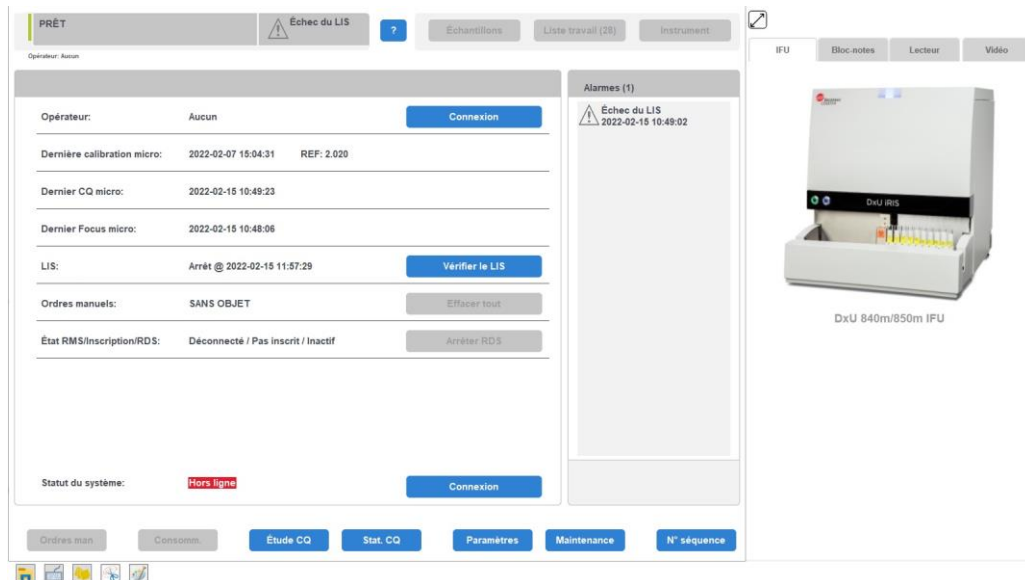 PRÊT
Échec du LIS
?
Échantillons
Liste travail (28)
Instrument
Opérateur: Aucun
Alarmes (1)
Échec du LIS
2022-02-15 10:49:02
Opérateur: Aucun Connexion
Dernière calibration micro: 2022-02-07 15:04:31 REF: 2.020
Dernier CQ micro: 2022-02-15 10:49:23
Dernier Focus micro: 2022-02-15 10:48:06
LIS: Arrêt @ 2022-02-15 11:57:29 Vérifier le LIS
Ordres manuels: SANS OBJET Effacer tout
État RMS/Inscription/RDS: Déconnecté / Pas inscrit / Inactif Arrêter RDS
Statut du système: Hors ligne Connexion
Ordres man Consomm. Étude CQ Stat. CQ Paramètres Maintenance N° séquence
IFU Bloc-notes Lecteur Vidéo
DxU iRIS
DxU 840m/850m IFU